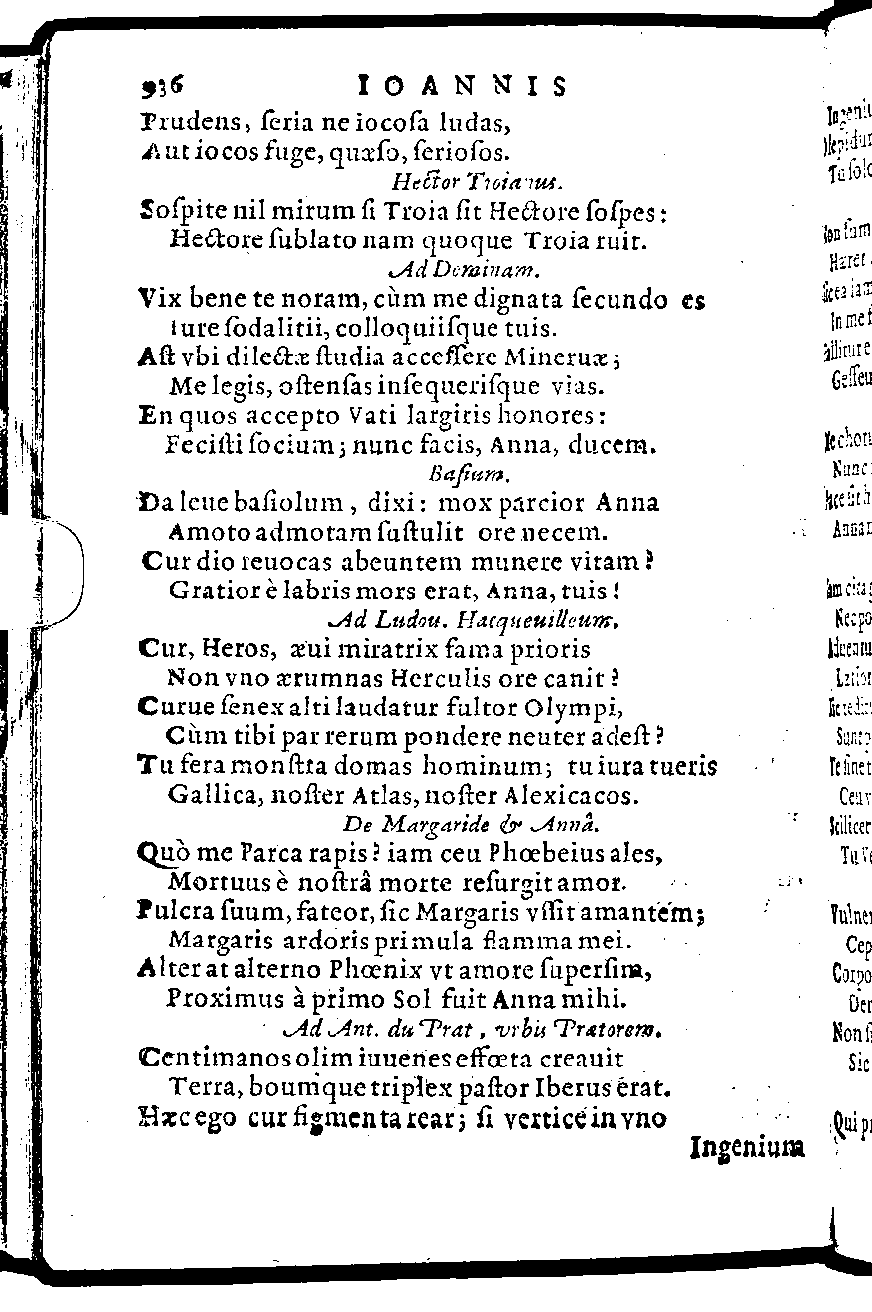 936 IOANNIS
Prudens, ſeria ne iocoſa ludas,
Aut iocos fuge, quæſo, ſerioſos.
Hector Troianus.
Soſpite nil mirum ſi Troia ſit Hectore ſoſpes:
Hectore ſublato nam quoque Troia ruit.
Ad Dominam.
Vix bene te noram, cùm me dignata ſecundo es
Iure ſodalitii, colloquiiſque tuis.
Aſt vbi dilectæ ſtudia acceſſere Mineruæ;
Me legis, oſtenſas inſequeriſque vias.
En quos accepto Vati largiris honores:
Feciſti ſocium; nunc facis, Anna, ducem.
Baſium.
Da leue baſiolum, dixi: mox parcior Anna
Amoto admotam ſuſtulit ore necem.
Cur dio reuocas abeuntem munere vitam?
Gratior è labris mors erat, Anna, tuis!
Ad Ludou. Hacqueuilleum.
Cur, Heros, æui miratrix fama prioris
Non vno ærumnas Herculis ore canit?
Curue ſenex alti laudatur fultor Olympi,
Cùm tibi par rerum pondere neuter adeſt?
Tu fera monſtra domas hominum; tu iura tueris
Gallica, noſter Atlas, noſter Alexicacos.
De Margaride & Annâ.
Quò me Parca rapis? iam ceu Phœbeius ales,
Mortuus è noſtrâ morte reſurgit amor.
Pulcra ſuum, fateor, ſic Margaris vſſit amantem;
Margaris ardoris primula flamma mei.
Alter at alterno Phœnix vt amore ſuperſim,
Proximus à primo Sol fuit Anna mihi.
Ad Ant. du Prat, vrbis Prætorem.
Centimanos olim iuuenes effœta creauit
Terra, boumque triplex paſtor Iberus erat.
Hæc ego cur figmenta rear; ſi vertice in vno
Ingenium